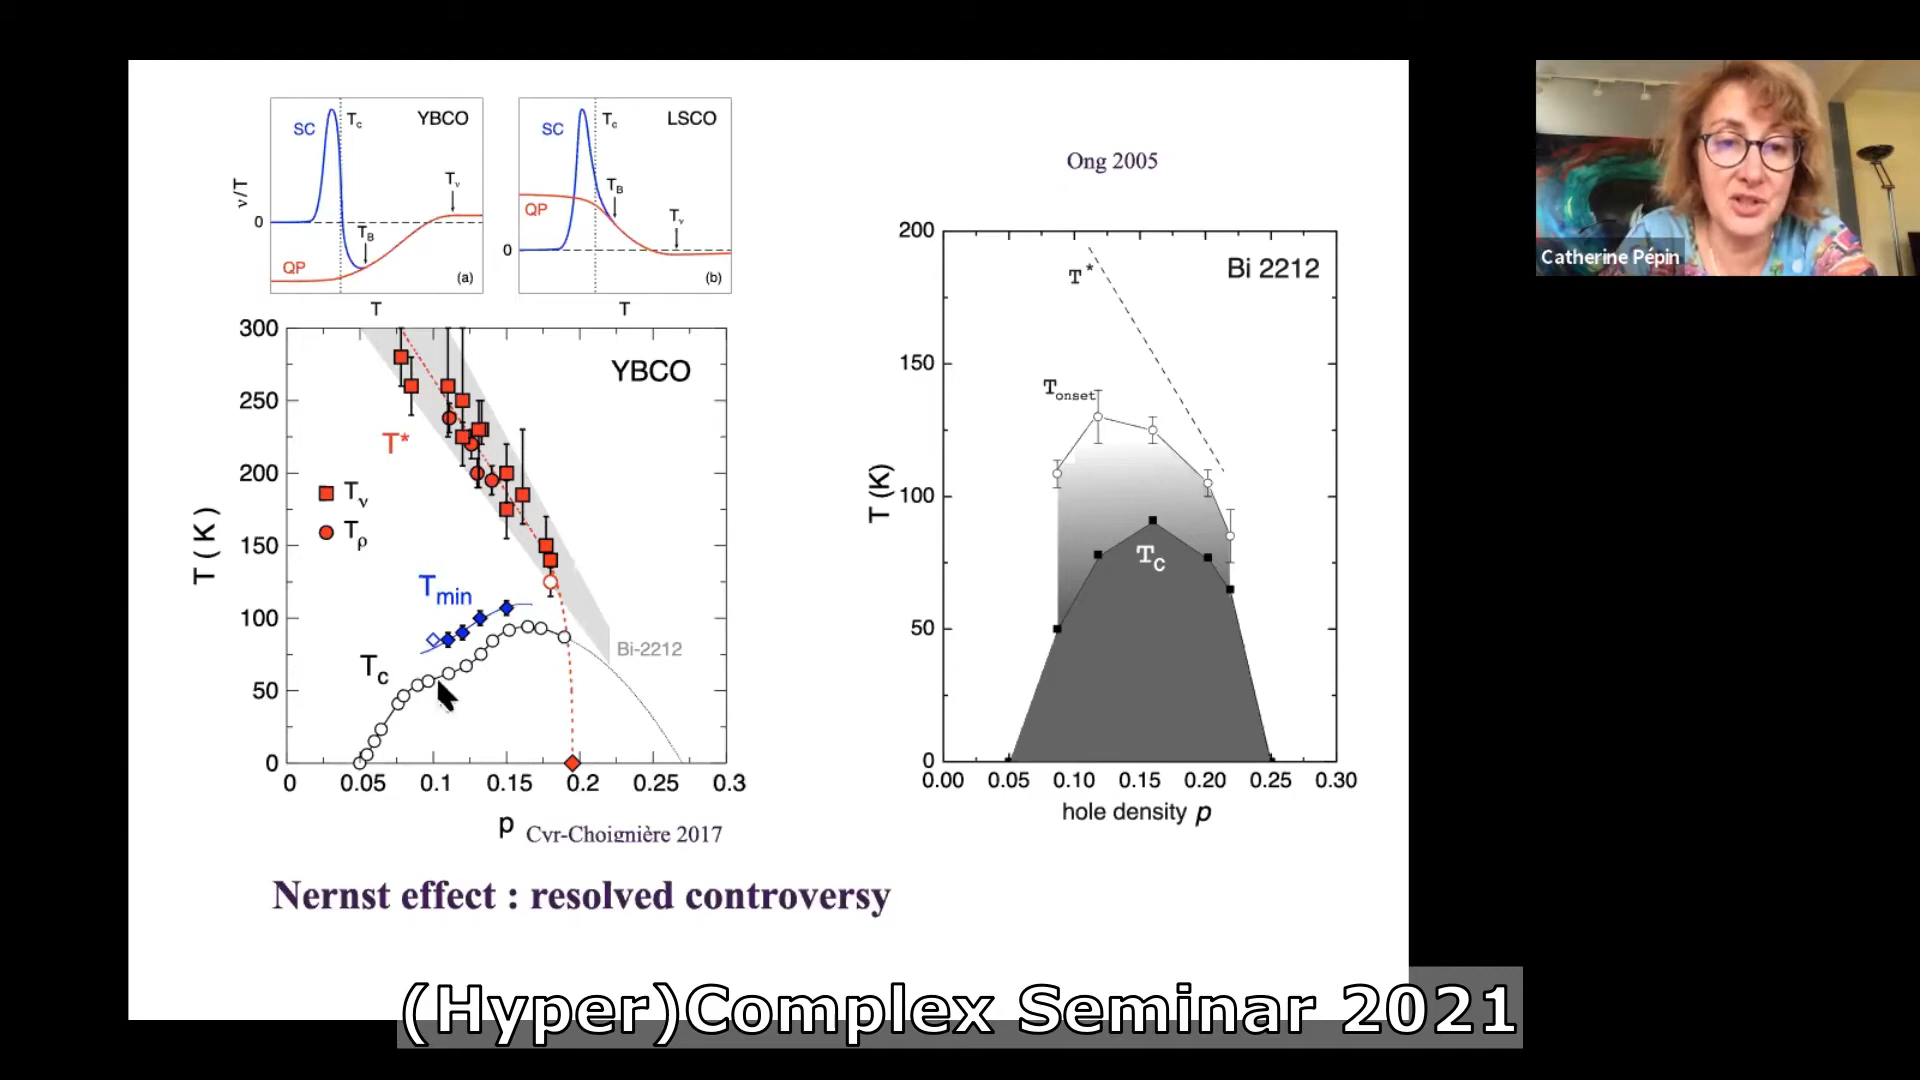 SC
Tc
YBCO
ν/T
0
Tν
TB
QP
(a)
T
SC
Tc
LSCO
TB
QP
Tν
0
(b)
T
300
250
200
150
100
50
0
T ( K )
YBCO
T*
Tν
Tρ
Tmin
Tc
Bi-2212
0
0.05
0.1
0.15
0.2
0.25
0.3
p
Cyr-Choignière 2017
Ong 2005
200
150
100
50
0
T (K)
Bi 2212
T*
Tonset
Tc
0.00
0.05
0.10
0.15
0.20
0.25
0.30
hole density p
Nernst effect : resolved controversy
Catherine Pépin
(Hyper)Complex Seminar 2021